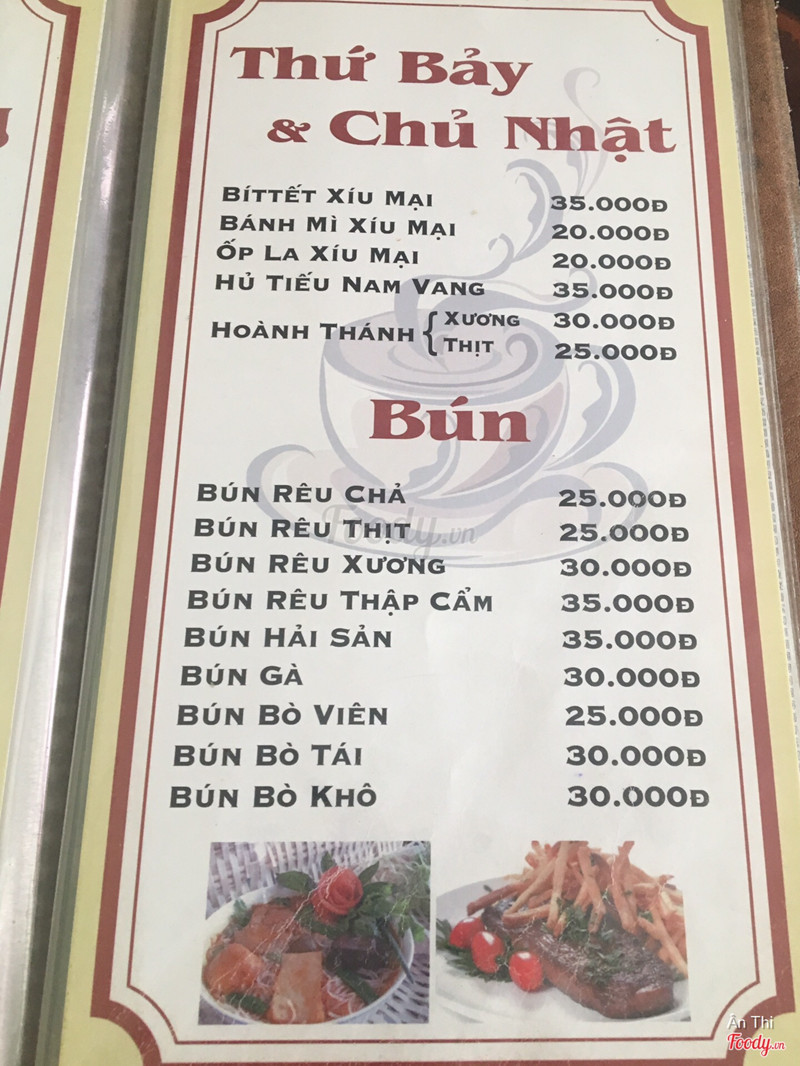 Thứ Bảy
& Chủ Nhật
BÍTTẾT XÍU MẠI 35.000Đ
BÁNH MÌ XÍU MẠI 20.000Đ
ỐP LA XÍU MẠI 20.000Đ
HỦ TIẾU NAM VANG 35.000Đ
HOÀNH THÁNH { XƯƠNG 30.000Đ
THỊT 25.000Đ
Bún
BÚN RÊU CHẢ 25.000Đ
BÚN RÊU THỊT 25.000Đ
BÚN RÊU XƯƠNG 30.000Đ
BÚN RÊU THẬP CẨM 35.000Đ
BÚN HẢI SẢN 35.000Đ
BÚN GÀ 30.000Đ
BÚN BÒ VIÊN 25.000Đ
BÚN BÒ TÁI 30.000Đ
BÚN BÒ KHÔ 30.000Đ
Foody.vn
Ân Thi
Foody.vn